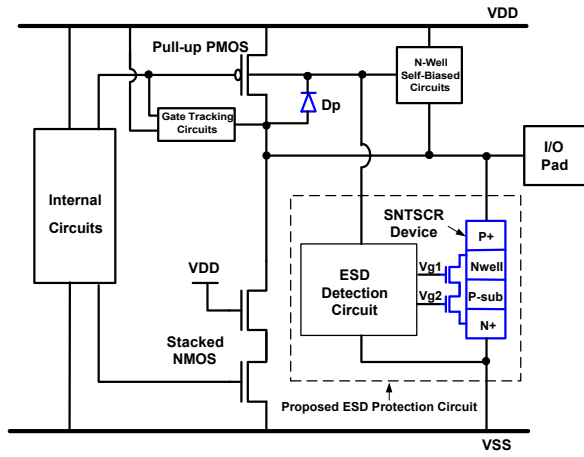 VDD
Pull-up PMOS
N-Well
Self-Biased
Circuits
Dp
Gate Tracking
Circuits
I/O
Pad
Internal
Circuits
SNTSCR
Device
P+
VDD
ESD
Detection
Circuit
Vg1
Nwell
Vg2
P-sub
N+
Stacked
NMOS
Proposed ESD Protection Circuit
VSS